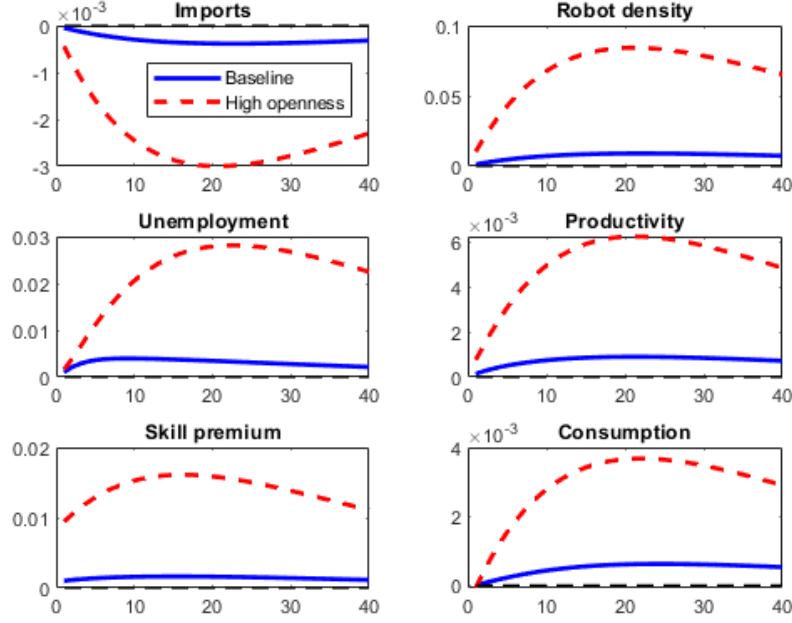 Imports
0
×10-3
-1
-2
-3
0 10 20 30 40
Baseline
High openness
Robot density
0.1
0.05
0
0 10 20 30 40
Unemployment
0.03
0.02
0.01
0
0 10 20 30 40
Productivity
×10-3
6
4
2
0
0 10 20 30 40
Skill premium
0.02
0.01
0
0 10 20 30 40
Consumption
×10-3
4
2
0
0 10 20 30 40